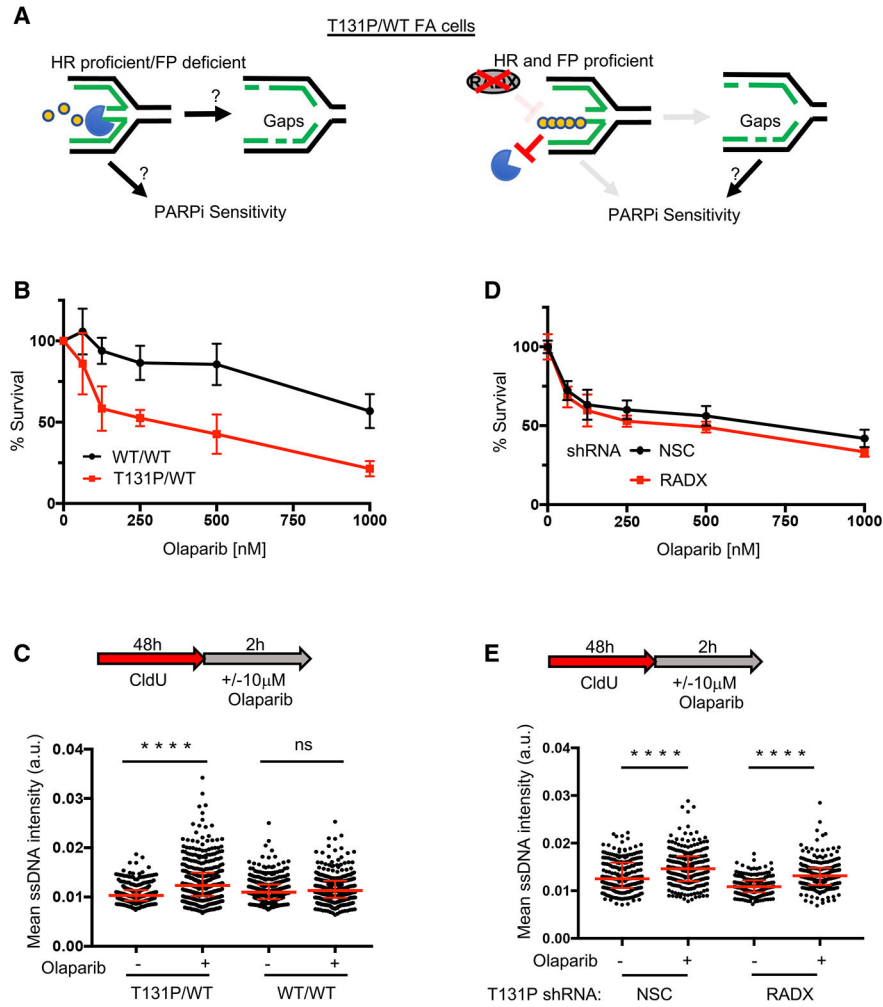 A
T131P/WT FA cells
HR proficient/FP deficient
?
Gaps
?
PARPi Sensitivity
HR and FP proficient
RADX
Gaps
?
PARPi Sensitivity
B
% Survival
100
50
0
WT/WT
T131P/WT
0 250 500 750 1000
Olaparib [nM]
D
% Survival
100
50
0
shRNA NSC
RADX
0 250 500 750 1000
Olaparib [nM]
C
48h 2h
CldU +/-10μM
Olaparib
Mean ssDNA intensity (a.u.)
0.04
0.03
0.02
0.01
0.00
**** ns
Olaparib - + - +
T131P/WT WT/WT
E
48h 2h
CldU +/-10μM
Olaparib
Mean ssDNA intensity (a.u.)
0.04
0.03
0.02
0.01
0.00
**** ****
Olaparib - + - +
T131P shRNA: NSC RADX